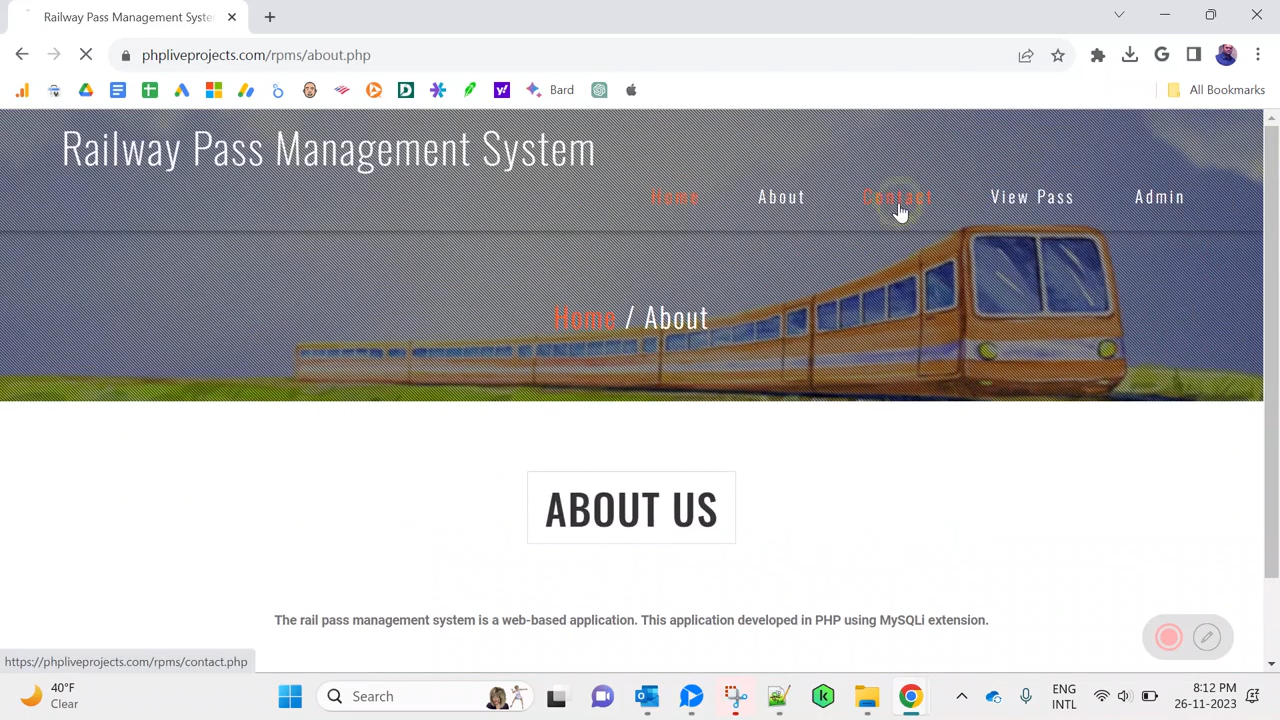 Railway Pass Management Syste
phpliveprojects.com/rpms/about.php
Bard
All Bookmarks
Railway Pass Management System
Home
About
Contact
View Pass
Admin
Home / About
ABOUT US
The rail pass management system is a web-based application. This application developed in PHP using MySQLi extension.
https://phpliveprojects.com/rpms/contact.php
40°F
Clear
Search
ENG
INTL
8:12 PM
26-11-2023